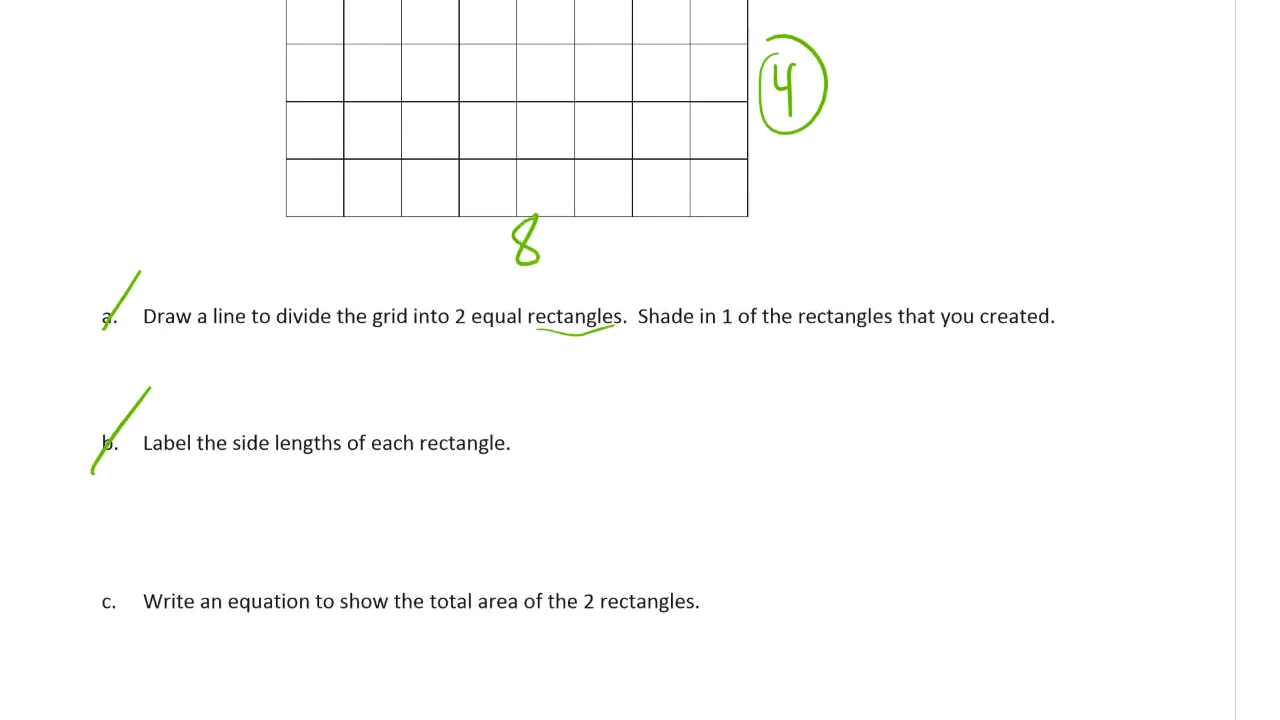 4
8
a. Draw a line to divide the grid into 2 equal rectangles. Shade in 1 of the rectangles that you created.
b. Label the side lengths of each rectangle.
c. Write an equation to show the total area of the 2 rectangles.